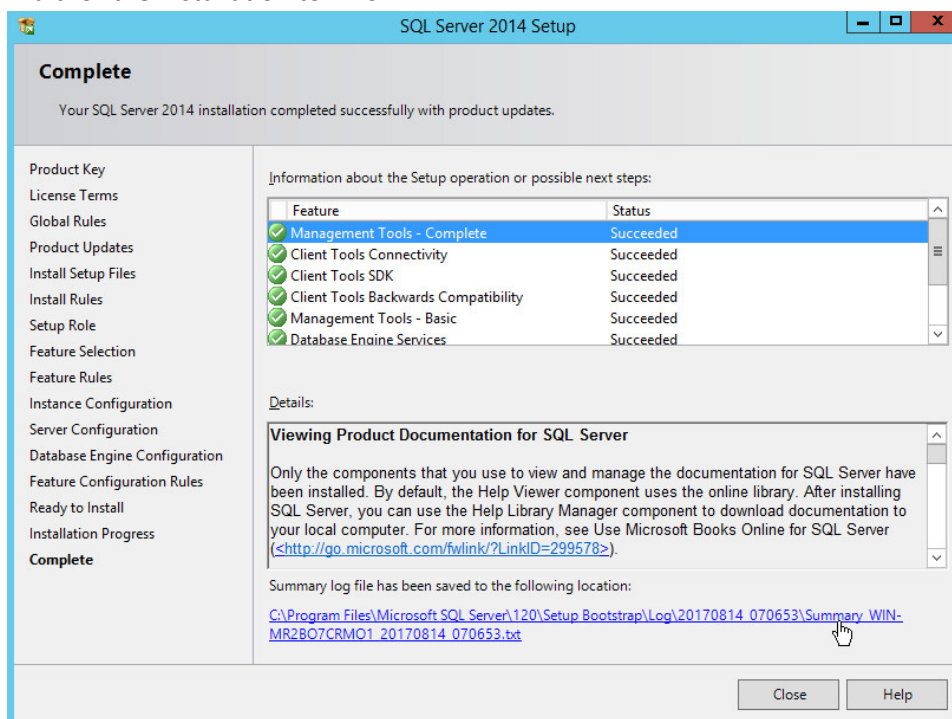 SQL Server 2014 Setup
Complete
Your SQL Server 2014 installation completed successfully with product updates.
Product Key
License Terms
Global Rules
Product Updates
Install Setup Files
Install Rules
Setup Role
Feature Selection
Feature Rules
Instance Configuration
Server Configuration
Database Engine Configuration
Feature Configuration Rules
Ready to Install
Installation Progress
Complete
Information about the Setup operation or possible next steps:
Feature Status
Management Tools - Complete Succeeded
Client Tools Connectivity Succeeded
Client Tools SDK Succeeded
Client Tools Backwards Compatibility Succeeded
Management Tools - Basic Succeeded
Database Engine Services Succeeded
Details:
Viewing Product Documentation for SQL Server
Only the components that you use to view and manage the documentation for SQL Server have
been installed. By default, the Help Viewer component uses the online library. After installing
SQL Server, you can use the Help Library Manager component to download documentation to
your local computer. For more information, see Use Microsoft Books Online for SQL Server
(<http://go.microsoft.com/fwlink/?LinkID=299578>).
Summary log file has been saved to the following location:
C:\Program Files\Microsoft SQL Server\120\Setup Bootstrap\Log\20170814_070653\Summary_WIN-
MR2BO7CRMO1_20170814_070653.txt
Close Help